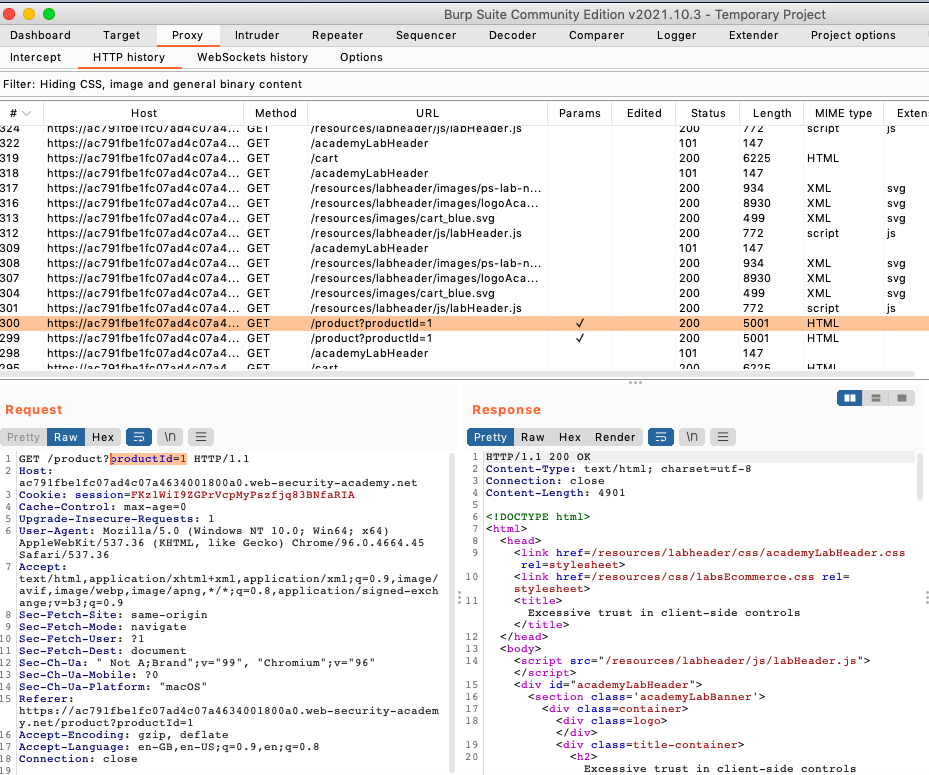 Burp Suite Community Edition v2021.10.3 - Temporary Project
Dashboard Target Proxy Intruder Repeater Sequencer Decoder Comparer Logger Extender Project options
Intercept HTTP history WebSockets history Options
Filter: Hiding CSS, image and general binary content
# Host Method URL Params Edited Status Length MIME type Exten
324 https://ac791fbe1fc07ad4c07a4... GET /resources/labheader/js/labHeader.js 200 772 script js
322 https://ac791fbe1fc07ad4c07a4... GET /academyLabHeader 101 147
319 https://ac791fbe1fc07ad4c07a4... GET /cart 200 6225 HTML
318 https://ac791fbe1fc07ad4c07a4... GET /academyLabHeader 101 147
317 https://ac791fbe1fc07ad4c07a4... GET /resources/labheader/images/ps-lab-n... 200 934 XML svg
316 https://ac791fbe1fc07ad4c07a4... GET /resources/labheader/images/logoAca... 200 8930 XML svg
313 https://ac791fbe1fc07ad4c07a4... GET /resources/images/cart_blue.svg 200 499 XML svg
312 https://ac791fbe1fc07ad4c07a4... GET /resources/labheader/js/labHeader.js 200 772 script js
309 https://ac791fbe1fc07ad4c07a4... GET /academyLabHeader 101 147
308 https://ac791fbe1fc07ad4c07a4... GET /resources/labheader/images/ps-lab-n... 200 934 XML svg
307 https://ac791fbe1fc07ad4c07a4... GET /resources/labheader/images/logoAca... 200 8930 XML svg
304 https://ac791fbe1fc07ad4c07a4... GET /resources/images/cart_blue.svg 200 499 XML svg
301 https://ac791fbe1fc07ad4c07a4... GET /resources/labheader/js/labHeader.js 200 772 script js
300 https://ac791fbe1fc07ad4c07a4... GET /product?productId=1 ✓ 200 5001 HTML
299 https://ac791fbe1fc07ad4c07a4... GET /product?productId=1 ✓ 200 5001 HTML
298 https://ac791fbe1fc07ad4c07a4... GET /academyLabHeader 101 147
295 https://ac791fbe1fc07ad4c07a4... GET /cart 200 6225 HTML
Request
Pretty Raw Hex \n
1 GET /product?productId=1 HTTP/1.1
2 Host:
ac791fbe1fc07ad4c07a4634001800a0.web-security-academy.net
3 Cookie: session=FKz1WiI9ZGPrVcpMyPszfjq83BNfaRIA
4 Cache-Control: max-age=0
5 Upgrade-Insecure-Requests: 1
6 User-Agent: Mozilla/5.0 (Windows NT 10.0; Win64; x64)
AppleWebKit/537.36 (KHTML, like Gecko) Chrome/96.0.4664.45
Safari/537.36
7 Accept:
text/html,application/xhtml+xml,application/xml;q=0.9,image/
avif,image/webp,image/apng,*/*;q=0.8,application/signed-exch
ange;v=b3;q=0.9
8 Sec-Fetch-Site: same-origin
9 Sec-Fetch-Mode: navigate
10 Sec-Fetch-User: ?1
11 Sec-Fetch-Dest: document
12 Sec-Ch-Ua: " Not A;Brand";v="99", "Chromium";v="96"
13 Sec-Ch-Ua-Mobile: ?0
14 Sec-Ch-Ua-Platform: "macOS"
15 Referer:
https://ac791fbe1fc07ad4c07a4634001800a0.web-security-academ
y.net/product?productId=1
16 Accept-Encoding: gzip, deflate
17 Accept-Language: en-GB,en-US;q=0.9,en;q=0.8
18 Connection: close
19
Response
Pretty Raw Hex Render \n
1 HTTP/1.1 200 OK
2 Content-Type: text/html; charset=utf-8
3 Connection: close
4 Content-Length: 4901
5
6 <!DOCTYPE html>
7 <html>
8 <head>
9 <link href=/resources/labheader/css/academyLabHeader.css
rel=stylesheet>
10 <link href=/resources/css/labsEcommerce.css rel=
stylesheet>
11 <title>
Excessive trust in client-side controls
</title>
12 </head>
13 <body>
14 <script src="/resources/labheader/js/labHeader.js">
</script>
15 <div id="academyLabHeader">
16 <section class='academyLabBanner'>
17 <div class=container>
18 <div class=logo>
</div>
19 <div class=title-container>
20 <h2>
Excessive trust in client-side controls